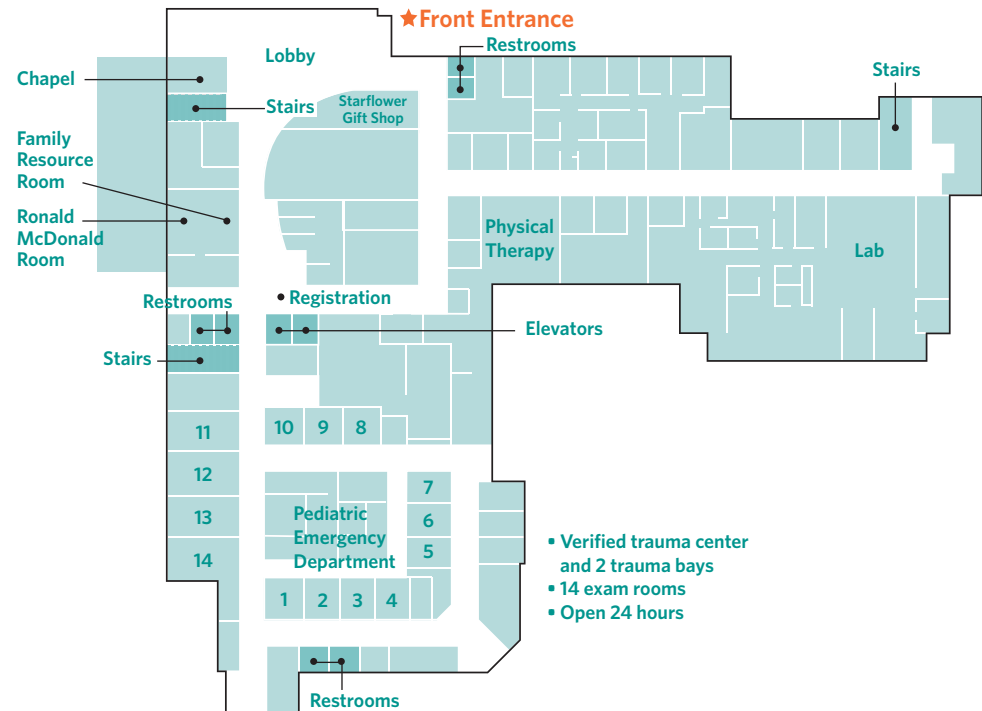 ★Front Entrance
Restrooms
Lobby
Stairs
Chapel
Stairs
Starflower
Gift Shop
Family
Resource
Room
Ronald
McDonald
Room
Physical
Therapy
Lab
Restrooms
Registration
Elevators
Stairs
11
10
9
8
12
7
13
Pediatric
Emergency
Department
6
5
14
1
2
3
4
• Verified trauma center
and 2 trauma bays
• 14 exam rooms
• Open 24 hours
Restrooms